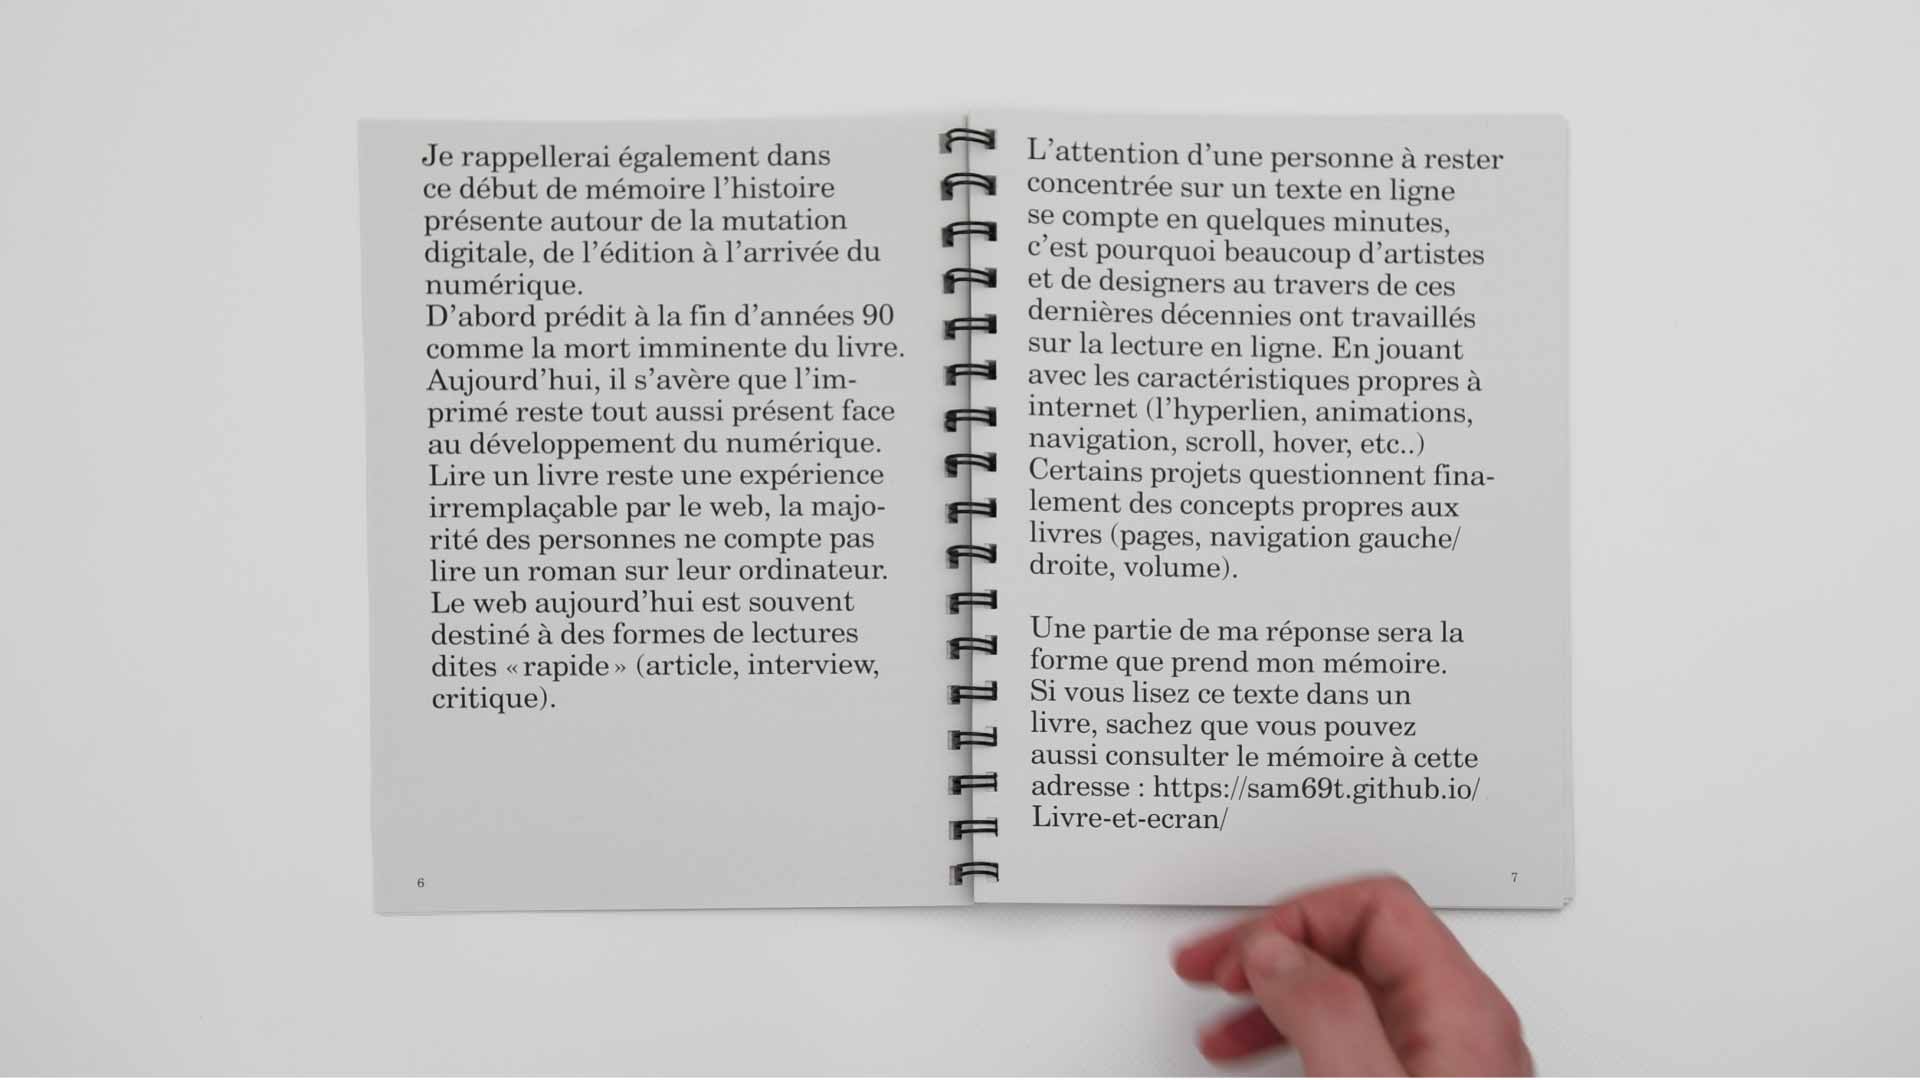 Je rappellerai également dans
ce début de mémoire l’histoire
présente autour de la mutation
digitale, de l’édition à l’arrivée du
numérique.
D’abord prédit à la fin d’années 90
comme la mort imminente du livre.
Aujourd’hui, il s’avère que l’im-
primé reste tout aussi présent face
au développement du numérique.
Lire un livre reste une expérience
irremplaçable par le web, la majo-
rité des personnes ne compte pas
lire un roman sur leur ordinateur.
Le web aujourd’hui est souvent
destiné à des formes de lectures
dites «rapide» (article, interview,
critique).
6
L’attention d’une personne à rester
concentrée sur un texte en ligne
se compte en quelques minutes,
c’est pourquoi beaucoup d’artistes
et de designers au travers de ces
dernières décennies ont travaillés
sur la lecture en ligne. En jouant
avec les caractéristiques propres à
internet (l’hyperlien, animations,
navigation, scroll, hover, etc..)
Certains projets questionnent fina-
lement des concepts propres aux
livres (pages, navigation gauche/
droite, volume).
Une partie de ma réponse sera la
forme que prend mon mémoire.
Si vous lisez ce texte dans un
livre, sachez que vous pouvez
aussi consulter le mémoire à cette
adresse : https://sam69t.github.io/
Livre-et-ecran/
7